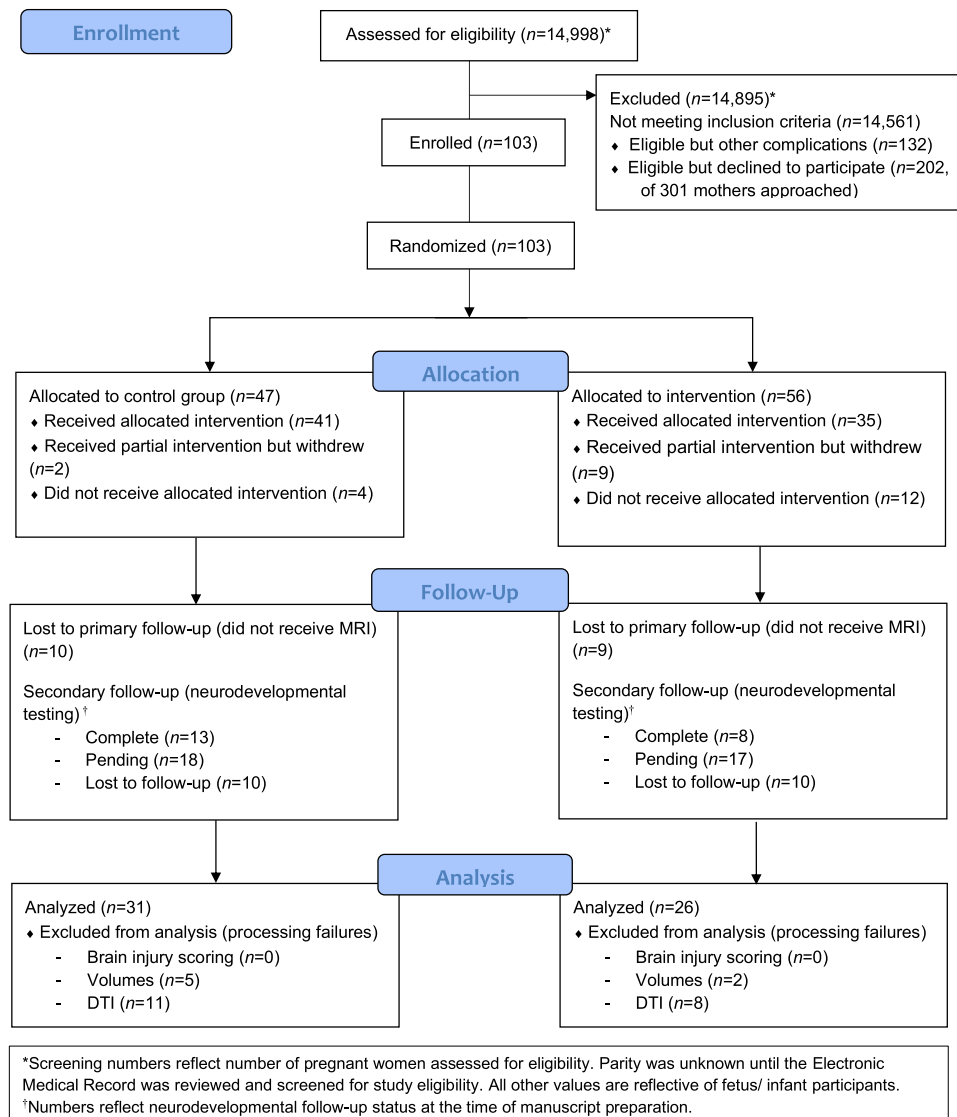 Enrollment
Assessed for eligibility (n=14,998)*
Excluded (n=14,895)*
Not meeting inclusion criteria (n=14,561)
♦ Eligible but other complications (n=132)
♦ Eligible but declined to participate (n=202,
of 301 mothers approached)
Enrolled (n=103)
Randomized (n=103)
Allocation
Allocated to control group (n=47)
♦ Received allocated intervention (n=41)
♦ Received partial intervention but withdrew
(n=2)
♦ Did not receive allocated intervention (n=4)
Allocated to intervention (n=56)
♦ Received allocated intervention (n=35)
♦ Received partial intervention but withdrew
(n=9)
♦ Did not receive allocated intervention (n=12)
Follow-Up
Lost to primary follow-up (did not receive MRI)
(n=10)
Secondary follow-up (neurodevelopmental
testing)†
- Complete (n=13)
- Pending (n=18)
- Lost to follow-up (n=10)
Lost to primary follow-up (did not receive MRI)
(n=9)
Secondary follow-up (neurodevelopmental
testing)†
- Complete (n=8)
- Pending (n=17)
- Lost to follow-up (n=10)
Analysis
Analyzed (n=31)
♦ Excluded from analysis (processing failures)
- Brain injury scoring (n=0)
- Volumes (n=5)
- DTI (n=11)
Analyzed (n=26)
♦ Excluded from analysis (processing failures)
- Brain injury scoring (n=0)
- Volumes (n=2)
- DTI (n=8)
*Screening numbers reflect number of pregnant women assessed for eligibility. Parity was unknown until the Electronic
Medical Record was reviewed and screened for study eligibility. All other values are reflective of fetus/ infant participants.
†Numbers reflect neurodevelopmental follow-up status at the time of manuscript preparation.